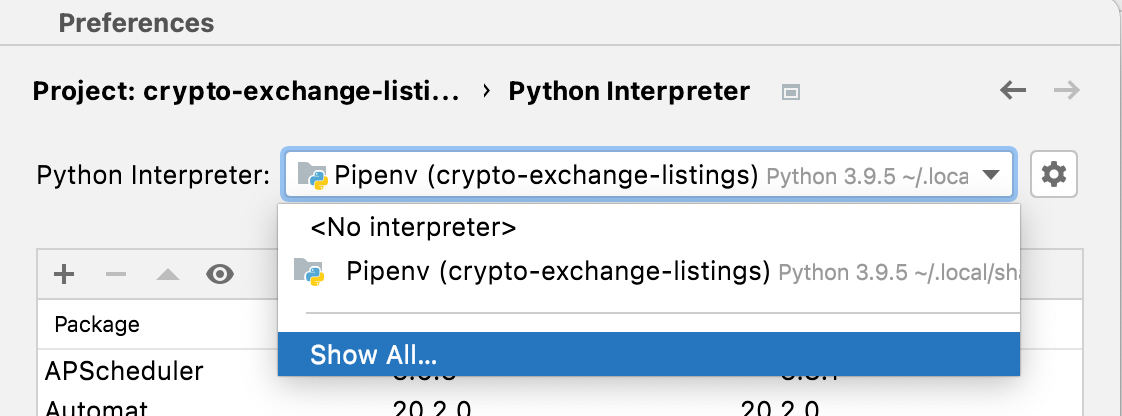 Preferences
Project: crypto-exchange-listi... › Python Interpreter
Python Interpreter: Pipenv (crypto-exchange-listings) Python 3.9.5 ~/.loca
<No interpreter>
Pipenv (crypto-exchange-listings) Python 3.9.5 ~/.local/sha
Package
Show All...
APScheduler
Automat 20.2.0 20.2.0